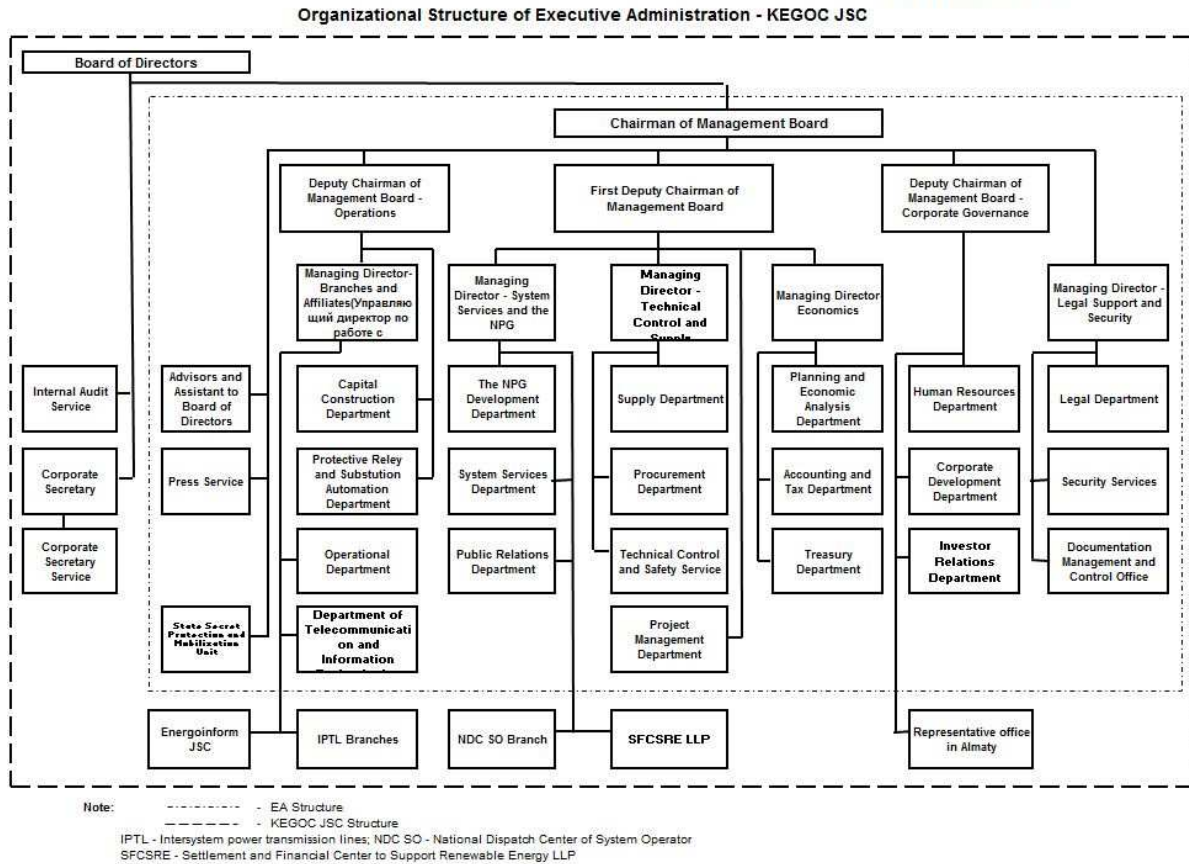 Organizational Structure of Executive Administration - KEGOC JSC
Board of Directors
Chairman of Management Board
Deputy Chairman of
Management Board -
Operations
First Deputy Chairman of
Management Board
Deputy Chairman of
Management Board -
Corporate Governance
Managing Director-
Branches and
Affiliates(Управляю
щий директор по
работе с
Managing
Director - System
Services and the
NPG
Managing
Director -
Technical
Control and
Supply
Managing Director
Economics
Managing Director -
Legal Support and
Security
Internal Audit
Service
Advisors and
Assistant to
Board of
Directors
Capital
Construction
Department
The NPG
Development
Department
Supply Department
Planning and
Economic
Analysis
Department
Human Resources
Department
Legal Department
Corporate
Secretary
Press Service
Protective Reley
and Substution
Automation
Department
System Services
Department
Procurement
Department
Accounting and
Tax Department
Corporate
Development
Department
Security Services
Corporate
Secretary
Service
Operational
Department
Public Relations
Department
Technical Control
and Safety Service
Treasury
Department
Investor
Relations
Department
Documentation
Management and
Control Office
State Secret
Protection and
Mobilization
Unit
Department of
Telecommunicati
on and
Information
Project
Management
Department
Energoinform
JSC
IPTL Branches
NDC SO Branch
SFCSRE LLP
Representative office
in Almaty
Note:
- EA Structure
- KEGOC JSC Structure
IPTL - Intersystem power transmission lines; NDC SO - National Dispatch Center of System Operator
SFCSRE - Settlement and Financial Center to Support Renewable Energy LLP